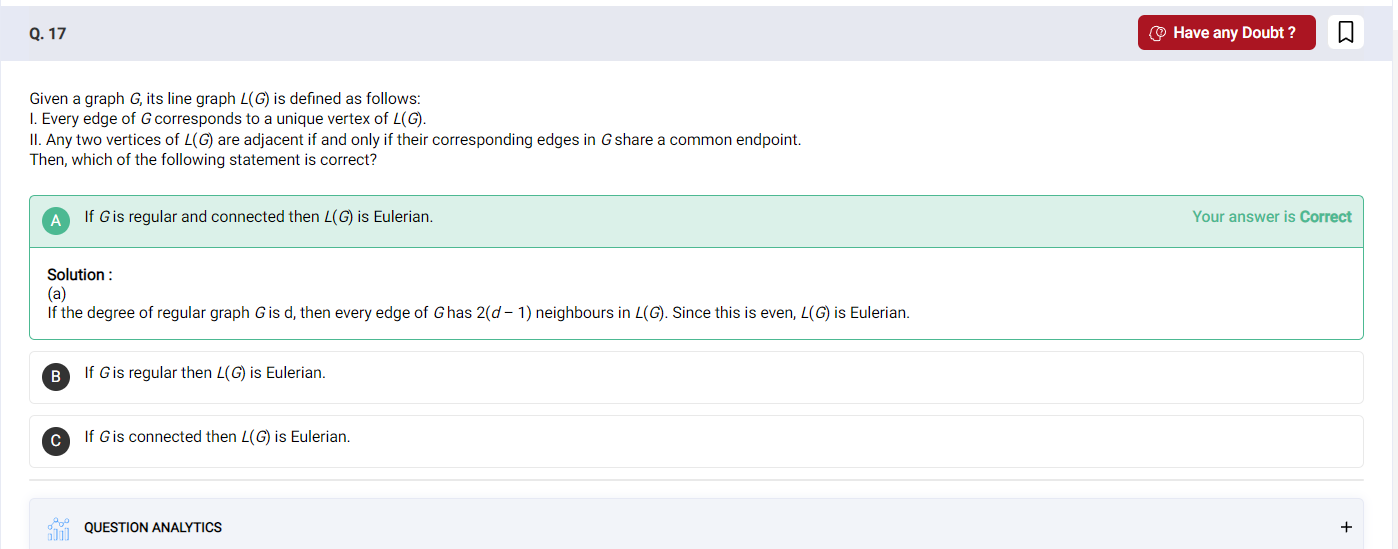 Q. 17
Have any Doubt ?
Given a graph G, its line graph L(G) is defined as follows:
I. Every edge of G corresponds to a unique vertex of L(G).
II. Any two vertices of L(G) are adjacent if and only if their corresponding edges in G share a common endpoint.
Then, which of the following statement is correct?
A If G is regular and connected then L(G) is Eulerian. Your answer is Correct
Solution :
(a)
If the degree of regular graph G is d, then every edge of G has 2(d – 1) neighbours in L(G). Since this is even, L(G) is Eulerian.
B If G is regular then L(G) is Eulerian.
C If G is connected then L(G) is Eulerian.
QUESTION ANALYTICS +